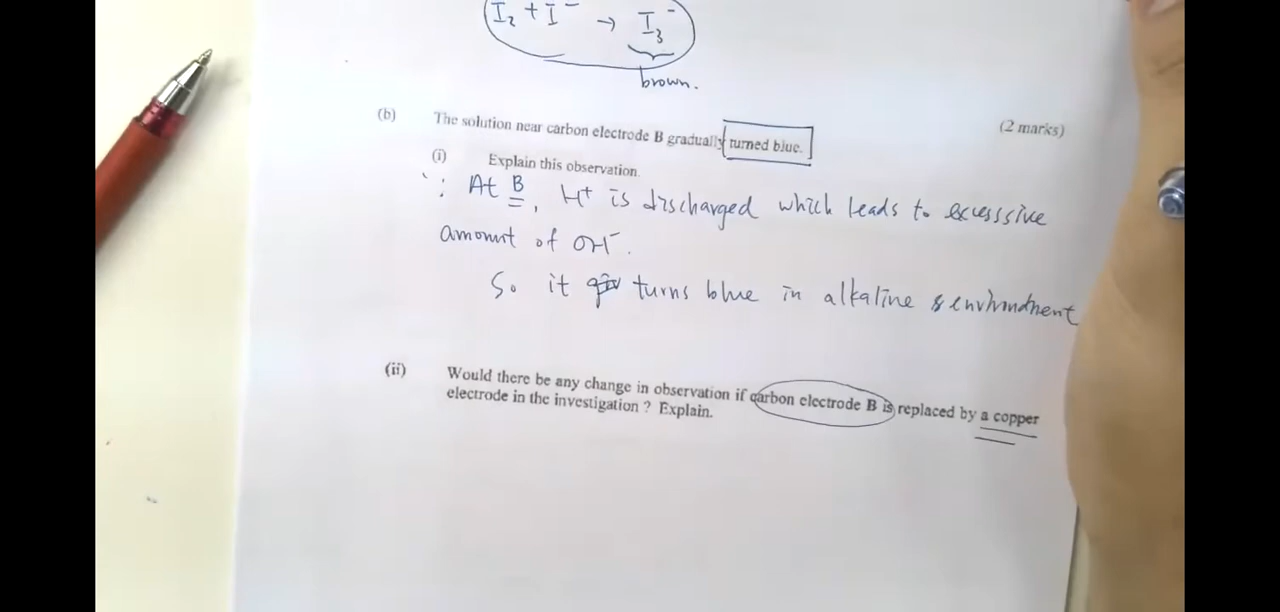 I₂ + I⁻ → I₃⁻
brown.
(b) The solution near carbon electrode B gradually turned blue. (2 marks)
(i) Explain this observation.
∵ At B, H⁺ is discharged which leads to excesssive
amount of OH⁻.
So it turns blue in alkaline environdnent
(ii) Would there be any change in observation if carbon electrode B is replaced by a copper
electrode in the investigation ? Explain.